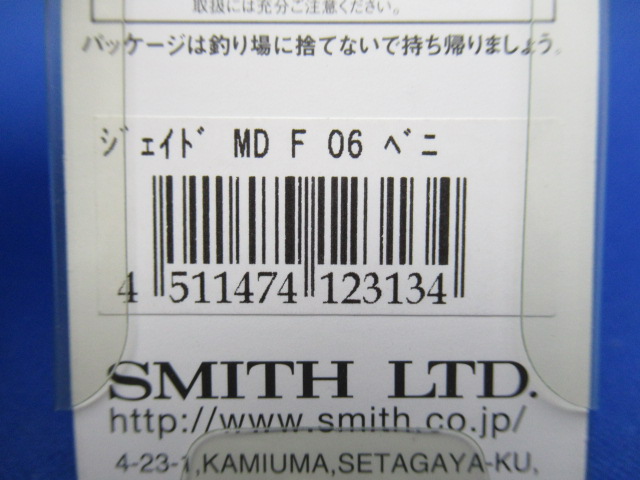 取扱には充分ご注意ください。
パッケージは釣り場に捨てないで持ち帰りましょう。
ｼﾞｪｲﾄﾞ MD F 06 ﾍﾞﾆ
4 511474 123134
SMITH LTD.
http://www.smith.co.jp/
4-23-1,KAMIUMA,SETAGAYA-KU,